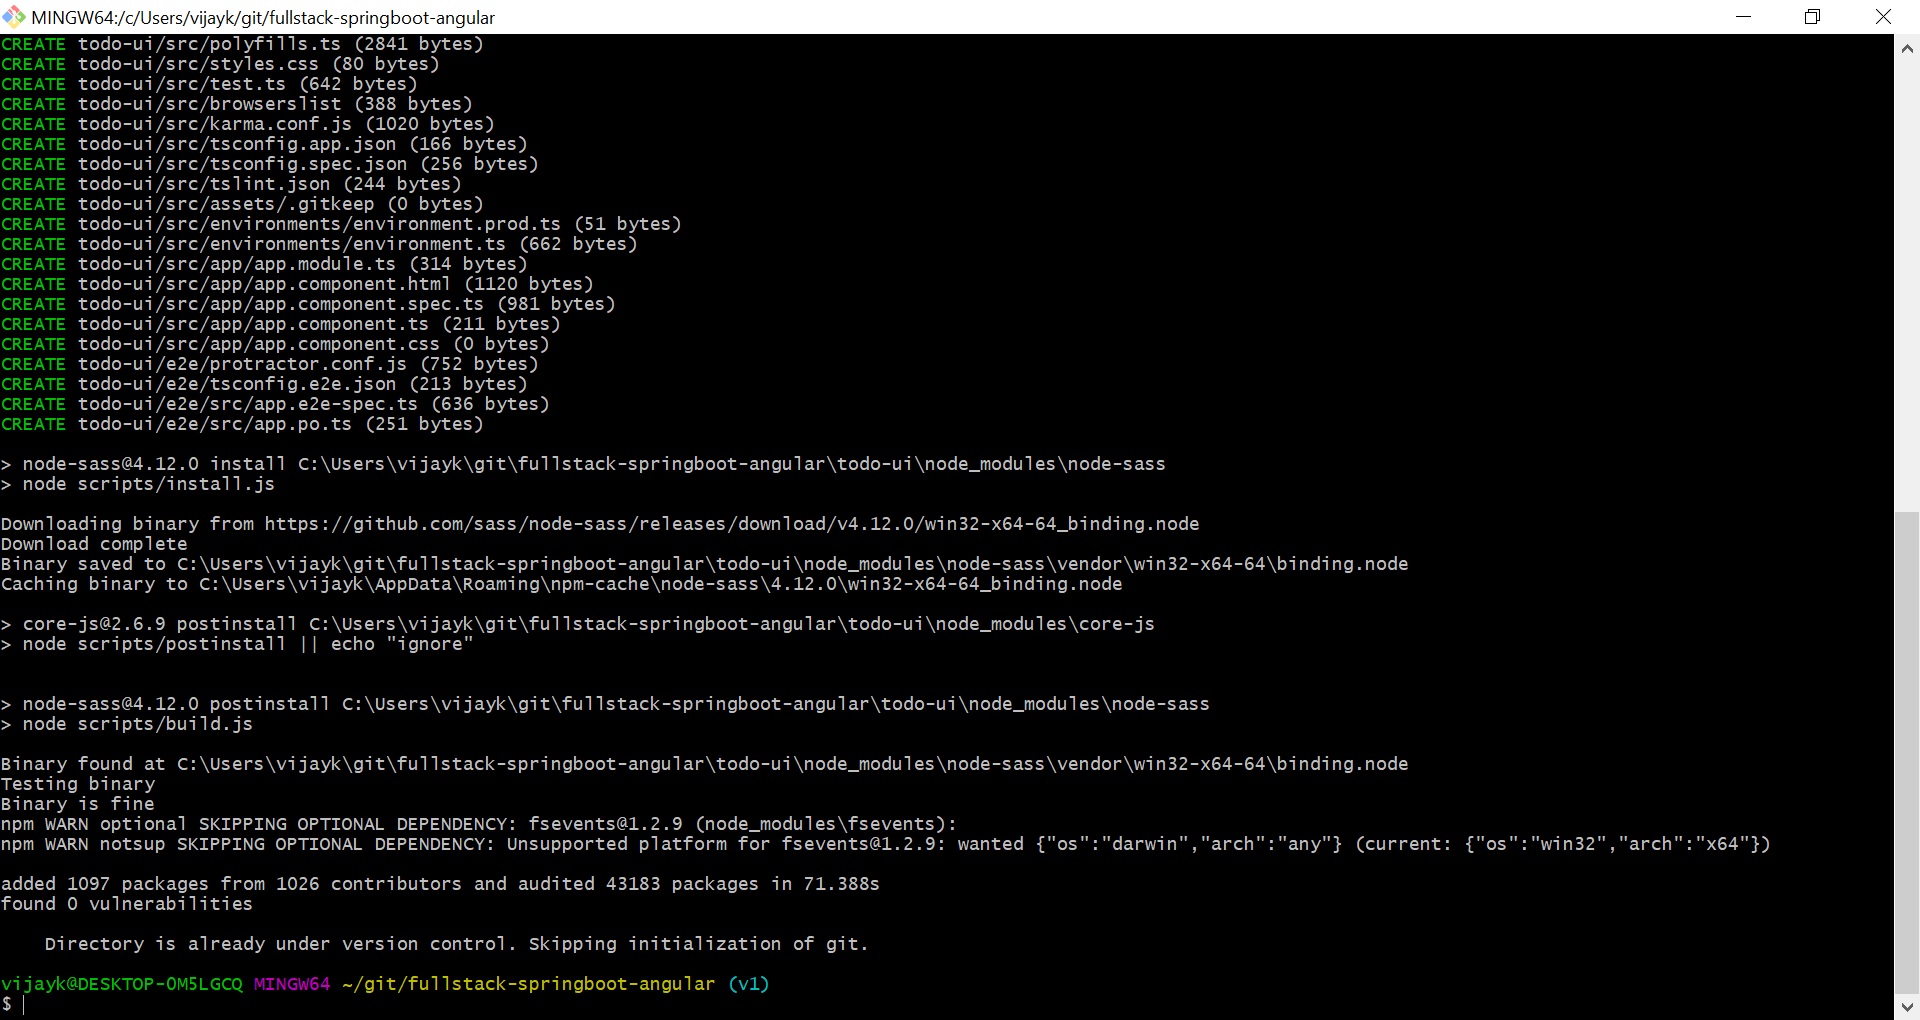 MINGW64:/c/Users/vijayk/git/fullstack-springboot-angular
CREATE todo-ui/src/polyfills.ts (2841 bytes)
CREATE todo-ui/src/styles.css (80 bytes)
CREATE todo-ui/src/test.ts (642 bytes)
CREATE todo-ui/src/browserslist (388 bytes)
CREATE todo-ui/src/karma.conf.js (1020 bytes)
CREATE todo-ui/src/tsconfig.app.json (166 bytes)
CREATE todo-ui/src/tsconfig.spec.json (256 bytes)
CREATE todo-ui/src/tslint.json (244 bytes)
CREATE todo-ui/src/assets/.gitkeep (0 bytes)
CREATE todo-ui/src/environments/environment.prod.ts (51 bytes)
CREATE todo-ui/src/environments/environment.ts (662 bytes)
CREATE todo-ui/src/app/app.module.ts (314 bytes)
CREATE todo-ui/src/app/app.component.html (1120 bytes)
CREATE todo-ui/src/app/app.component.spec.ts (981 bytes)
CREATE todo-ui/src/app/app.component.ts (211 bytes)
CREATE todo-ui/src/app/app.component.css (0 bytes)
CREATE todo-ui/e2e/protractor.conf.js (752 bytes)
CREATE todo-ui/e2e/tsconfig.e2e.json (213 bytes)
CREATE todo-ui/e2e/src/app.e2e-spec.ts (636 bytes)
CREATE todo-ui/e2e/src/app.po.ts (251 bytes)
> node-sass@4.12.0 install C:\Users\vijayk\git\fullstack-springboot-angular\todo-ui\node_modules\node-sass
> node scripts/install.js
Downloading binary from https://github.com/sass/node-sass/releases/download/v4.12.0/win32-x64-64_binding.node
Download complete
Binary saved to C:\Users\vijayk\git\fullstack-springboot-angular\todo-ui\node_modules\node-sass\vendor\win32-x64-64\binding.node
Caching binary to C:\Users\vijayk\AppData\Roaming\npm-cache\node-sass\4.12.0\win32-x64-64_binding.node
> core-js@2.6.9 postinstall C:\Users\vijayk\git\fullstack-springboot-angular\todo-ui\node_modules\core-js
> node scripts/postinstall || echo "ignore"
> node-sass@4.12.0 postinstall C:\Users\vijayk\git\fullstack-springboot-angular\todo-ui\node_modules\node-sass
> node scripts/build.js
Binary found at C:\Users\vijayk\git\fullstack-springboot-angular\todo-ui\node_modules\node-sass\vendor\win32-x64-64\binding.node
Testing binary
Binary is fine
npm WARN optional SKIPPING OPTIONAL DEPENDENCY: fsevents@1.2.9 (node_modules\fsevents):
npm WARN notsup SKIPPING OPTIONAL DEPENDENCY: Unsupported platform for fsevents@1.2.9: wanted {"os":"darwin","arch":"any"} (current: {"os":"win32","arch":"x64"})
added 1097 packages from 1026 contributors and audited 43183 packages in 71.388s
found 0 vulnerabilities
Directory is already under version control. Skipping initialization of git.
vijayk@DESKTOP-0M5LGCQ MINGW64 ~/git/fullstack-springboot-angular (v1)
$